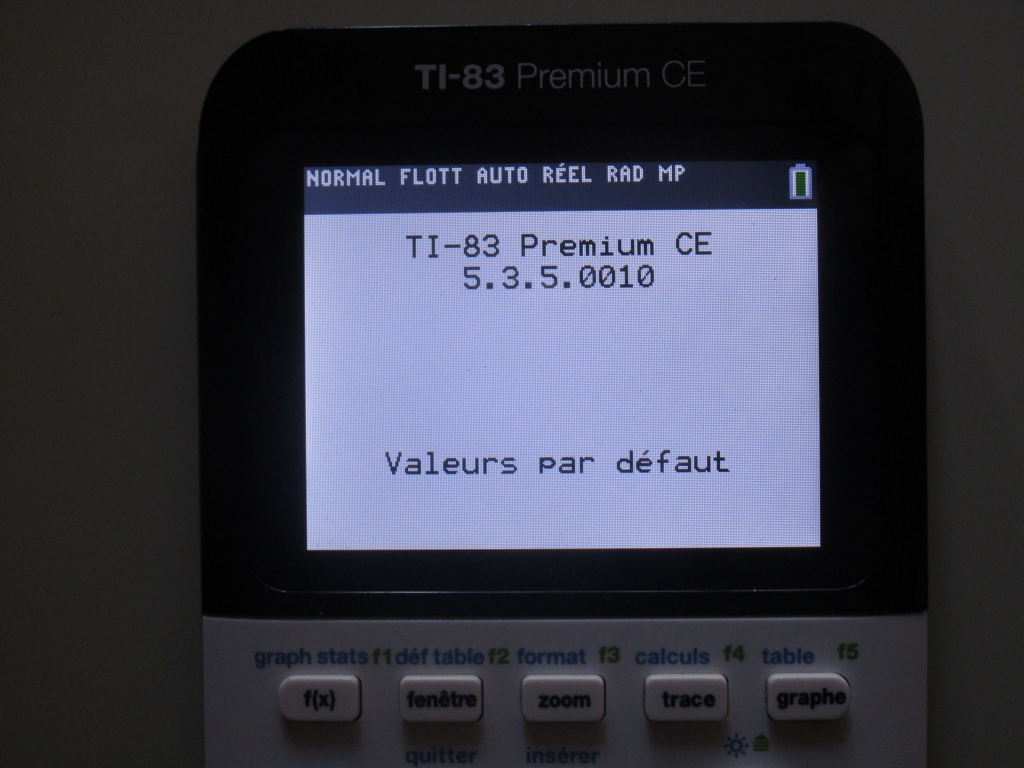 TI-83 Premium CE
NORMAL FLOTT AUTO RÉEL RAD MP
TI-83 Premium CE
5.3.5.0010
Valeurs par défaut
graph stats f1 déf table f2 format f3 calculs f4 table f5
f(x) fenêtre zoom trace graphe
quitter insérer